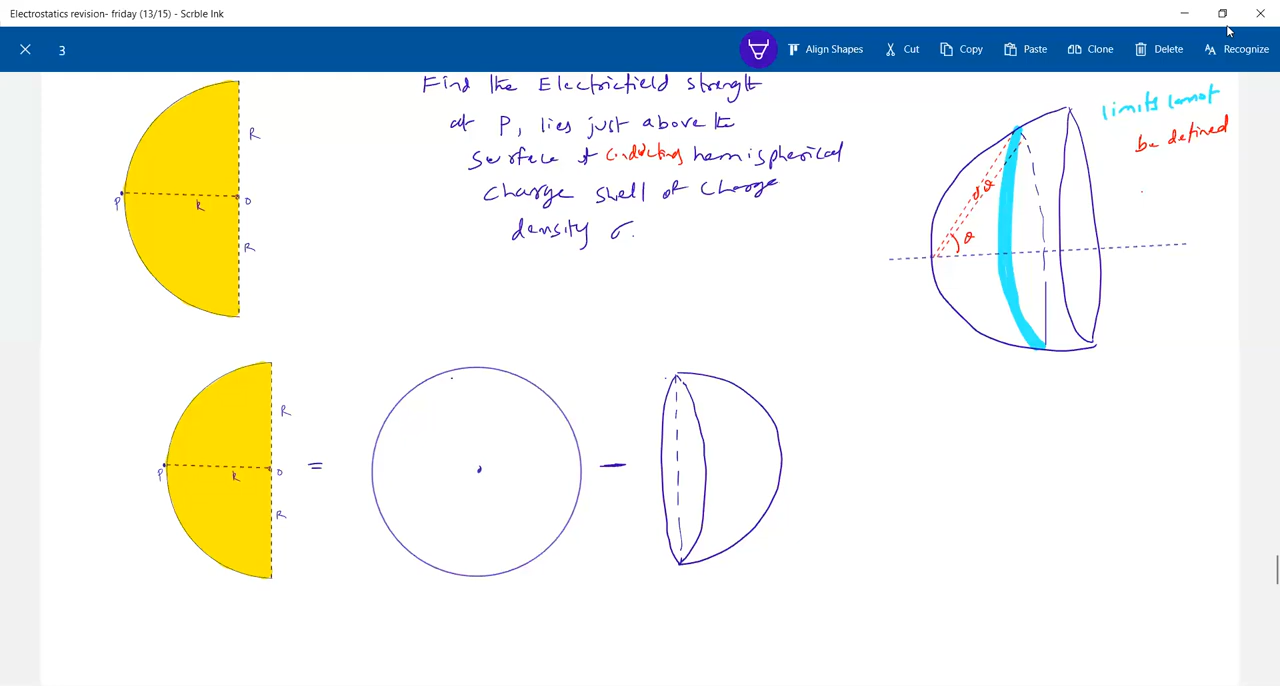 Electrostatics revision- friday (13/15) - Scrble Ink
3
Align Shapes
Cut
Copy
Paste
Clone
Delete
Recognize
Find the Electricfield strength
at P, lies just above the
surface of conducting hemispherical
charge shell of charge
density σ.
R
P
R
O
R
limits cannot
be defined
dθ
θ
R
P
R
O
R
=
−